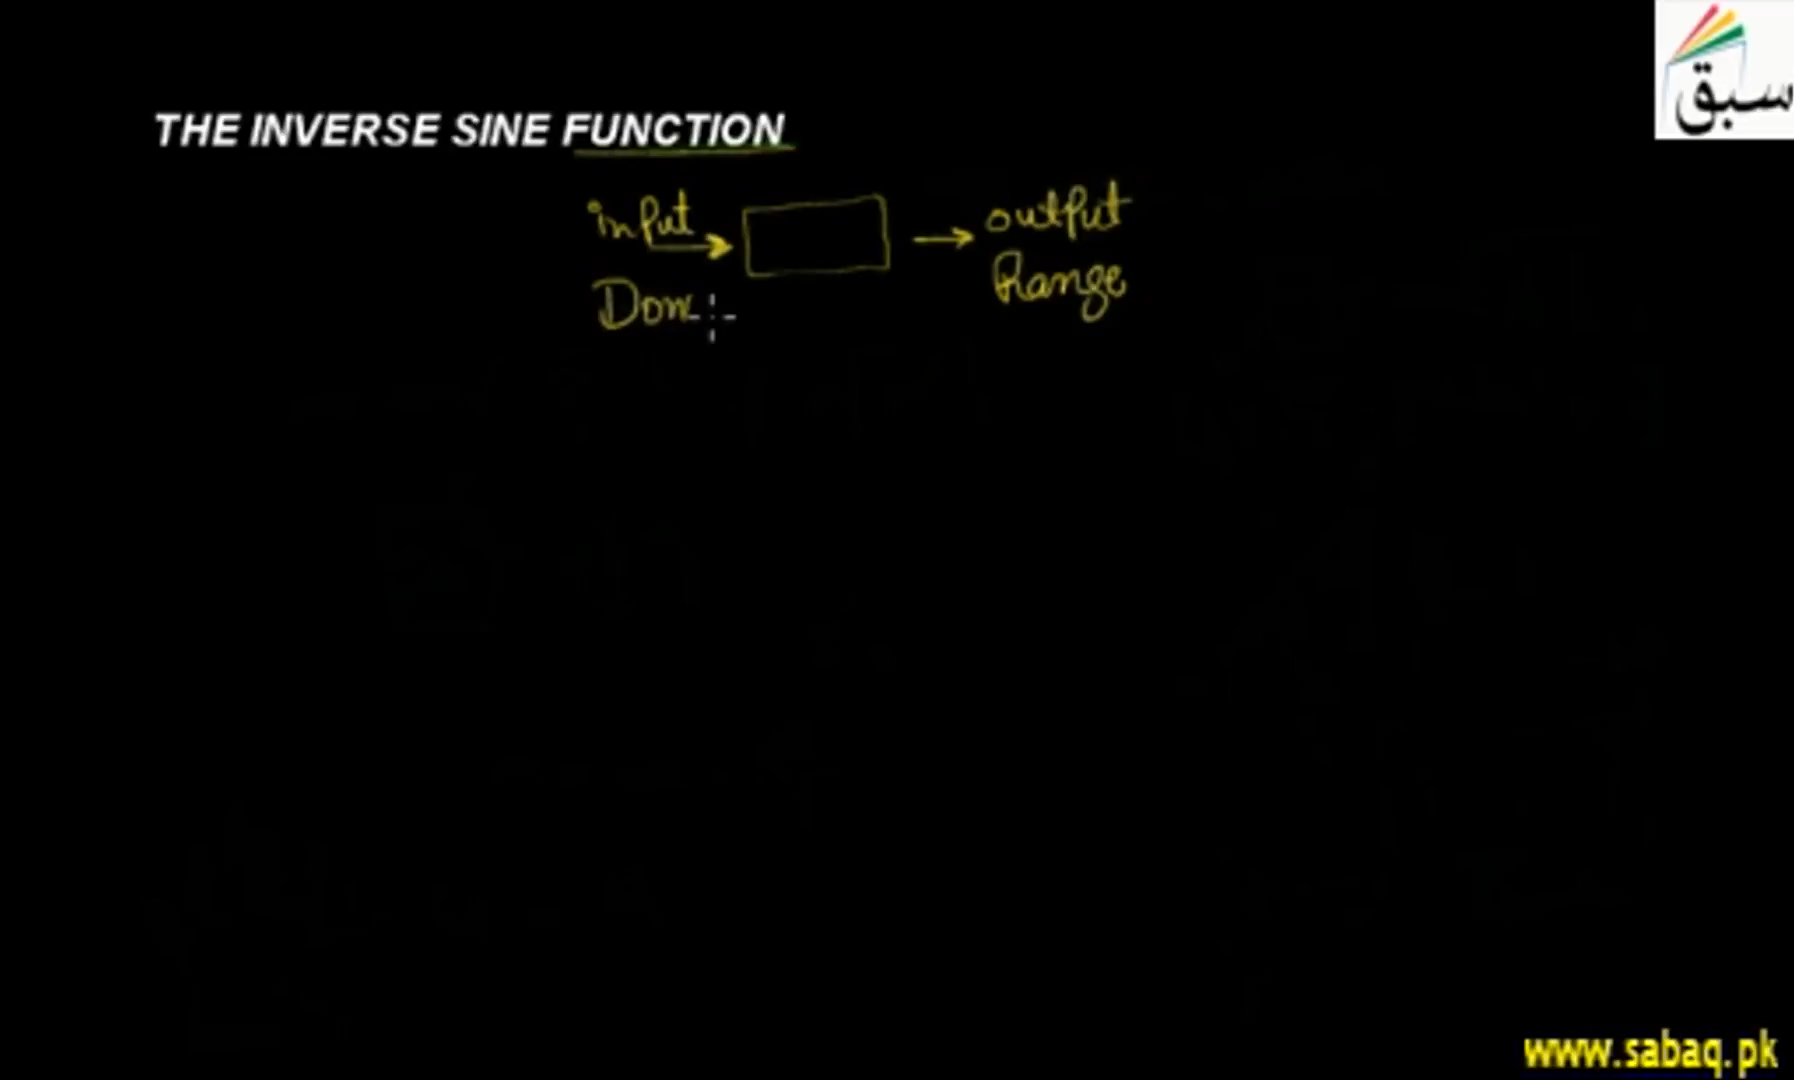 سبق
THE INVERSE SINE FUNCTION
input → output
Dom Range
www.sabaq.pk